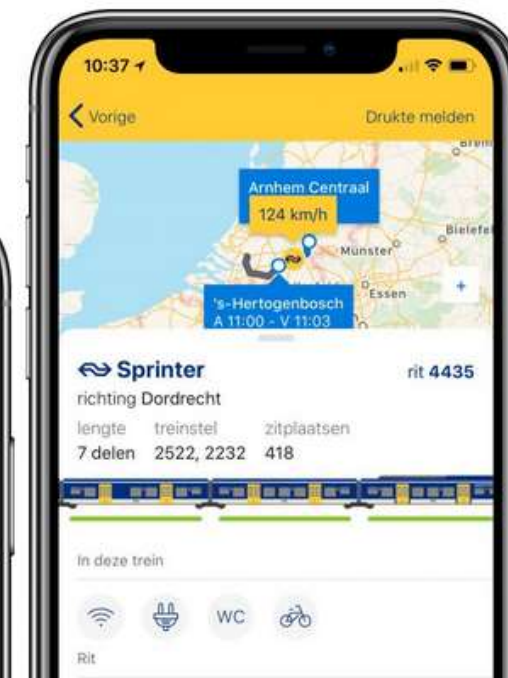 10:37
Vorige
Drukte melden
Arnhem Centraal
124 km/h
Münster
Essen
's-Hertogenbosch
A 11:00 - V 11:03
+
Sprinter
rit 4435
richting Dordrecht
lengte treinstel zitplaatsen
7 delen 2522, 2232 418
In deze trein
WC
Rit